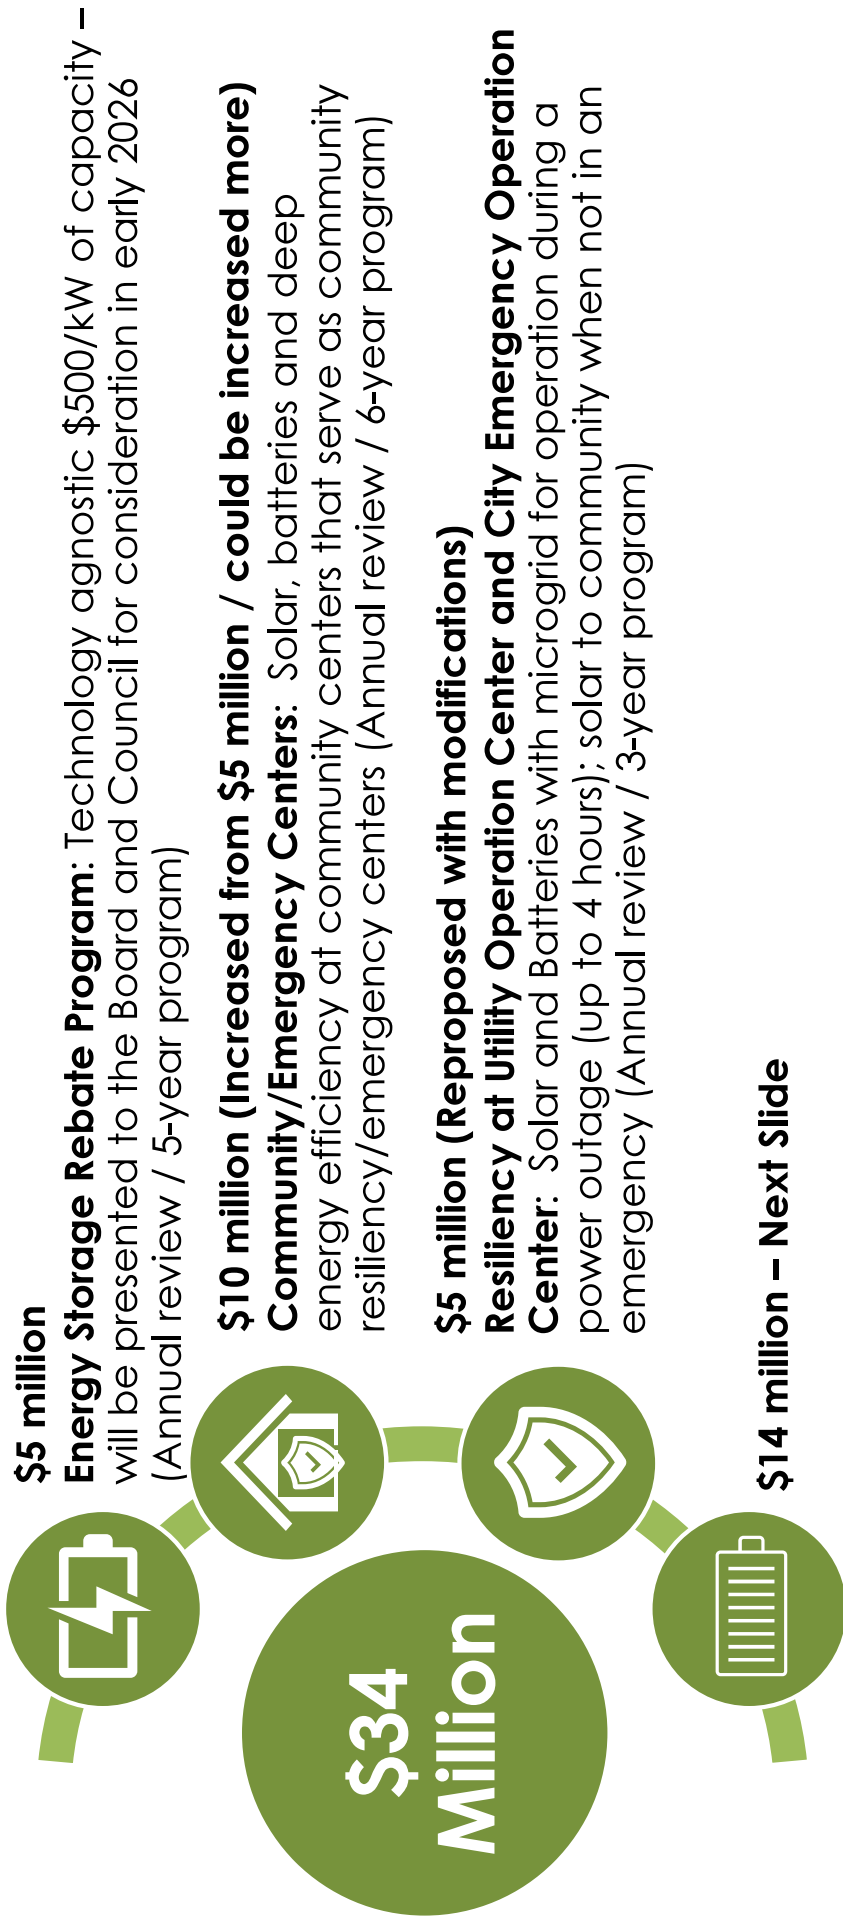 $34
Million
$5 million
Energy Storage Rebate Program: Technology agnostic $500/kW of capacity –
will be presented to the Board and Council for consideration in early 2026
(Annual review / 5-year program)
$10 million (Increased from $5 million / could be increased more)
Community/Emergency Centers: Solar, batteries and deep
energy efficiency at community centers that serve as community
resiliency/emergency centers (Annual review / 6-year program)
$5 million (Reproposed with modifications)
Resiliency at Utility Operation Center and City Emergency Operation
Center: Solar and Batteries with microgrid for operation during a
power outage (up to 4 hours); solar to community when not in an
emergency (Annual review / 3-year program)
$14 million – Next Slide